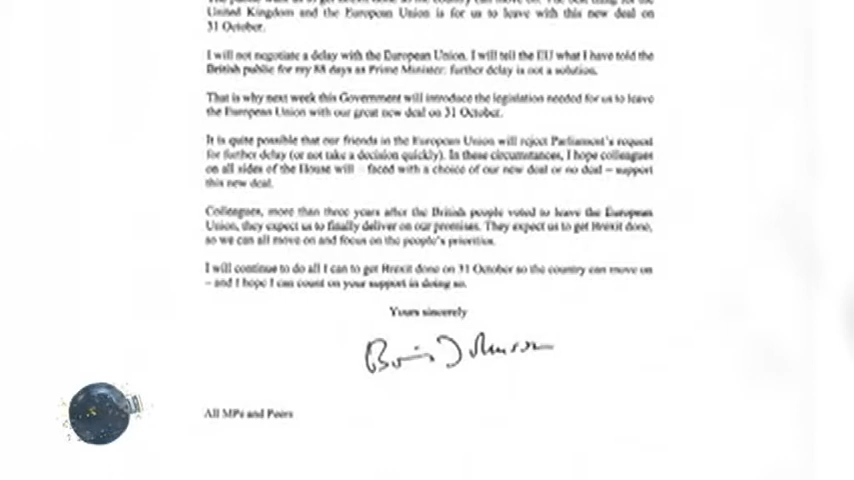 United Kingdom and the European Union is for us to leave with this new deal on
31 October.
I will not negotiate a delay with the European Union. I will tell the EU what I have told the
British public for my 88 days as Prime Minister: further delay is not a solution.
That is why next week this Government will introduce the legislation needed for us to leave
the European Union with our great new deal on 31 October.
It is quite possible that our friends in the European Union will reject Parliament's request
for further delay (or not take a decision quickly). In these circumstances, I hope colleagues
on all sides of the House will – faced with a choice of our new deal or no deal – support
this new deal.
Colleagues, more than three years after the British people voted to leave the European
Union, they expect us to finally deliver on our promises. They expect us to get Brexit done,
so we can all move on and focus on the people's priorities.
I will continue to do all I can to get Brexit done on 31 October so the country can move on
– and I hope I can count on your support in doing so.
Yours sincerely
Boris Johnson
All MPs and Peers